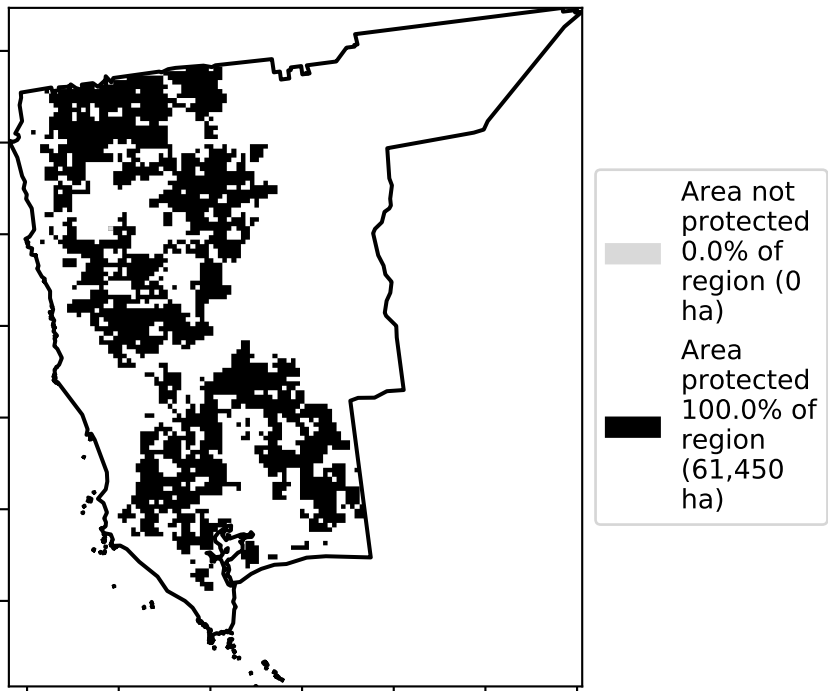 Area not
protected
0.0% of
region (0
ha)
Area
protected
100.0% of
region
(61,450
ha)